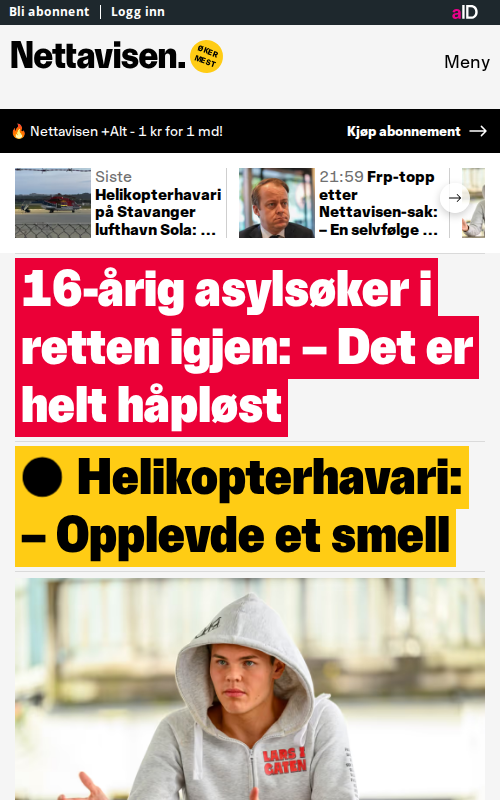 Bli abonnent | Logg inn
aID
Nettavisen.
ØKER
MEST
Meny
🔥 Nettavisen +Alt - 1 kr for 1 md!
Kjøp abonnement →
Siste
Helikopterhavari
på Stavanger
lufthavn Sola: ...
21:59 Frp-topp
etter
Nettavisen-sak:
– En selvfølge ...
16-årig asylsøker i
retten igjen: – Det er
helt håpløst
Helikopterhavari:
– Opplevde et smell
LARS I
GATEN